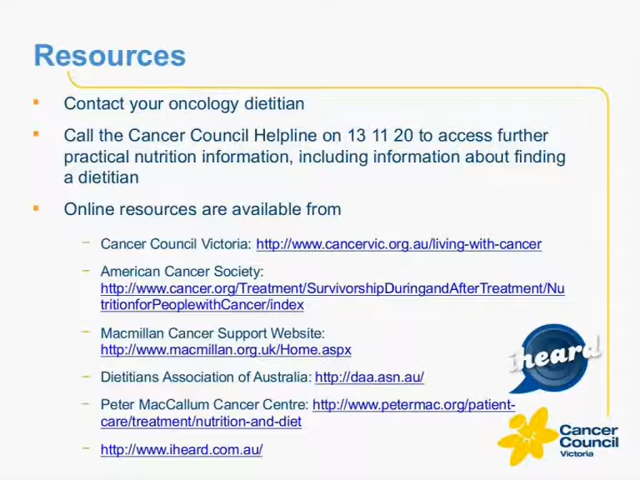 Resources
Contact your oncology dietitian
Call the Cancer Council Helpline on 13 11 20 to access further
practical nutrition information, including information about finding
a dietitian
Online resources are available from
– Cancer Council Victoria: http://www.cancervic.org.au/living-with-cancer
– American Cancer Society:
http://www.cancer.org/Treatment/SurvivorshipDuringandAfterTreatment/Nu
tritionforPeoplewithCancer/index
– Macmillan Cancer Support Website:
http://www.macmillan.org.uk/Home.aspx
– Dietitians Association of Australia: http://daa.asn.au/
– Peter MacCallum Cancer Centre: http://www.petermac.org/patient-
care/treatment/nutrition-and-diet
– http://www.iheard.com.au/
iheard
Cancer
Council
Victoria